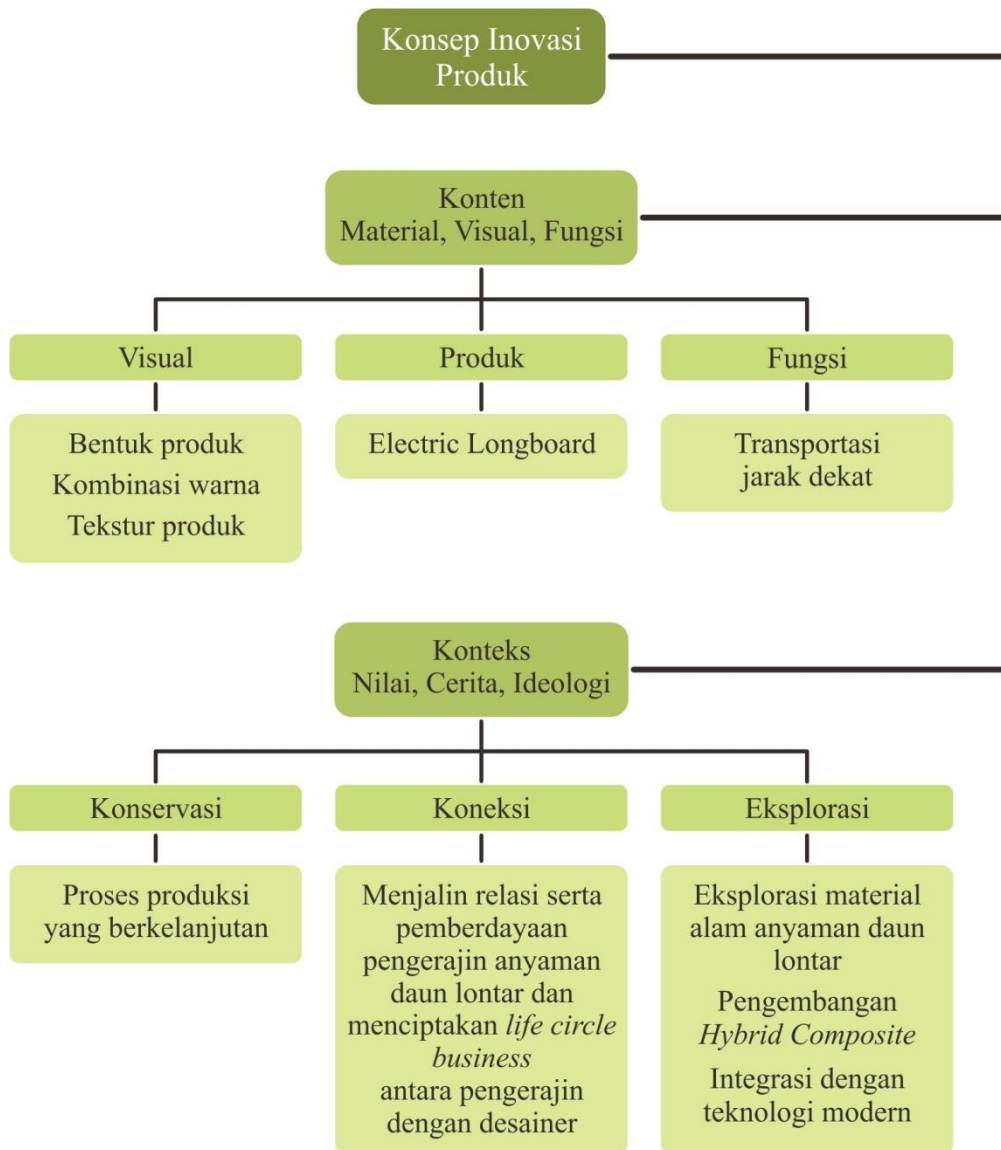 Konsep Inovasi
Produk
Konten
Material, Visual, Fungsi
Visual
Produk
Fungsi
Bentuk produk
Kombinasi warna
Tekstur produk
Electric Longboard
Transportasi
jarak dekat
Konteks
Nilai, Cerita, Ideologi
Konservasi
Koneksi
Eksplorasi
Proses produksi
yang berkelanjutan
Menjalin relasi serta
pemberdayaan
pengerajin anyaman
daun lontar dan
menciptakan life circle
business
antara pengerajin
dengan desainer
Eksplorasi material
alam anyaman daun
lontar
Pengembangan
Hybrid Composite
Integrasi dengan
teknologi modern